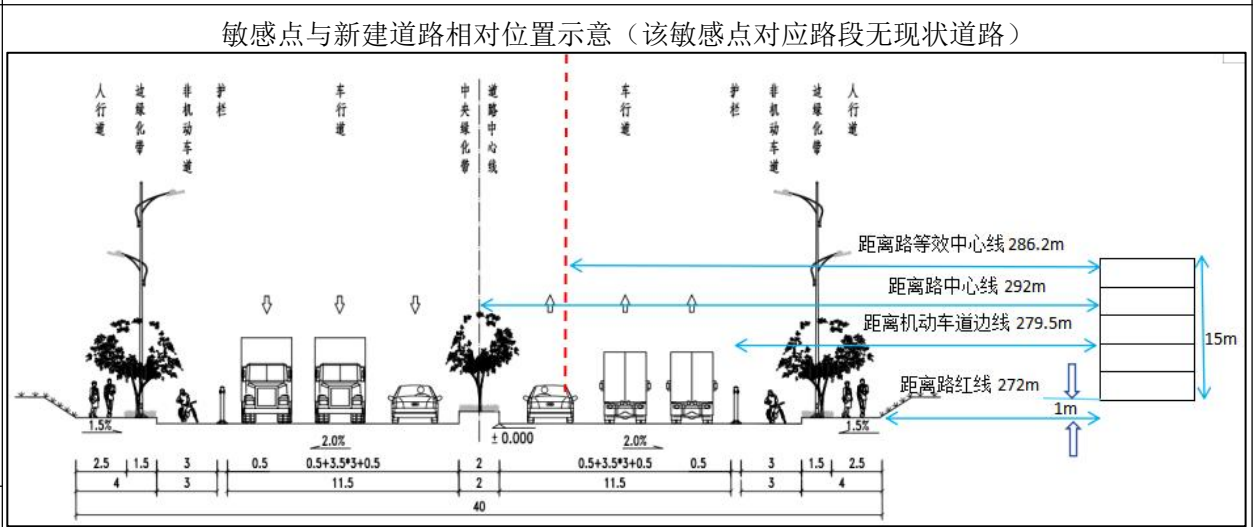 敏感点与新建道路相对位置示意（该敏感点对应路段无现状道路）
人行道
边绿化带
非机动车道
护栏
车行道
中央绿化带
道路中心线
车行道
护栏
非机动车道
边绿化带
人行道
距离路等效中心线 286.2m
距离路中心线 292m
距离机动车道边线 279.5m
15m
距离路红线 272m
1m
1.5%
2.0%
±0.000
2.0%
1.5%
2.5 1.5 3 0.5 0.5+3.5*3+0.5 2 0.5+3.5*3+0.5 0.5 3 1.5 2.5
4 3 11.5 2 11.5 3 4
40